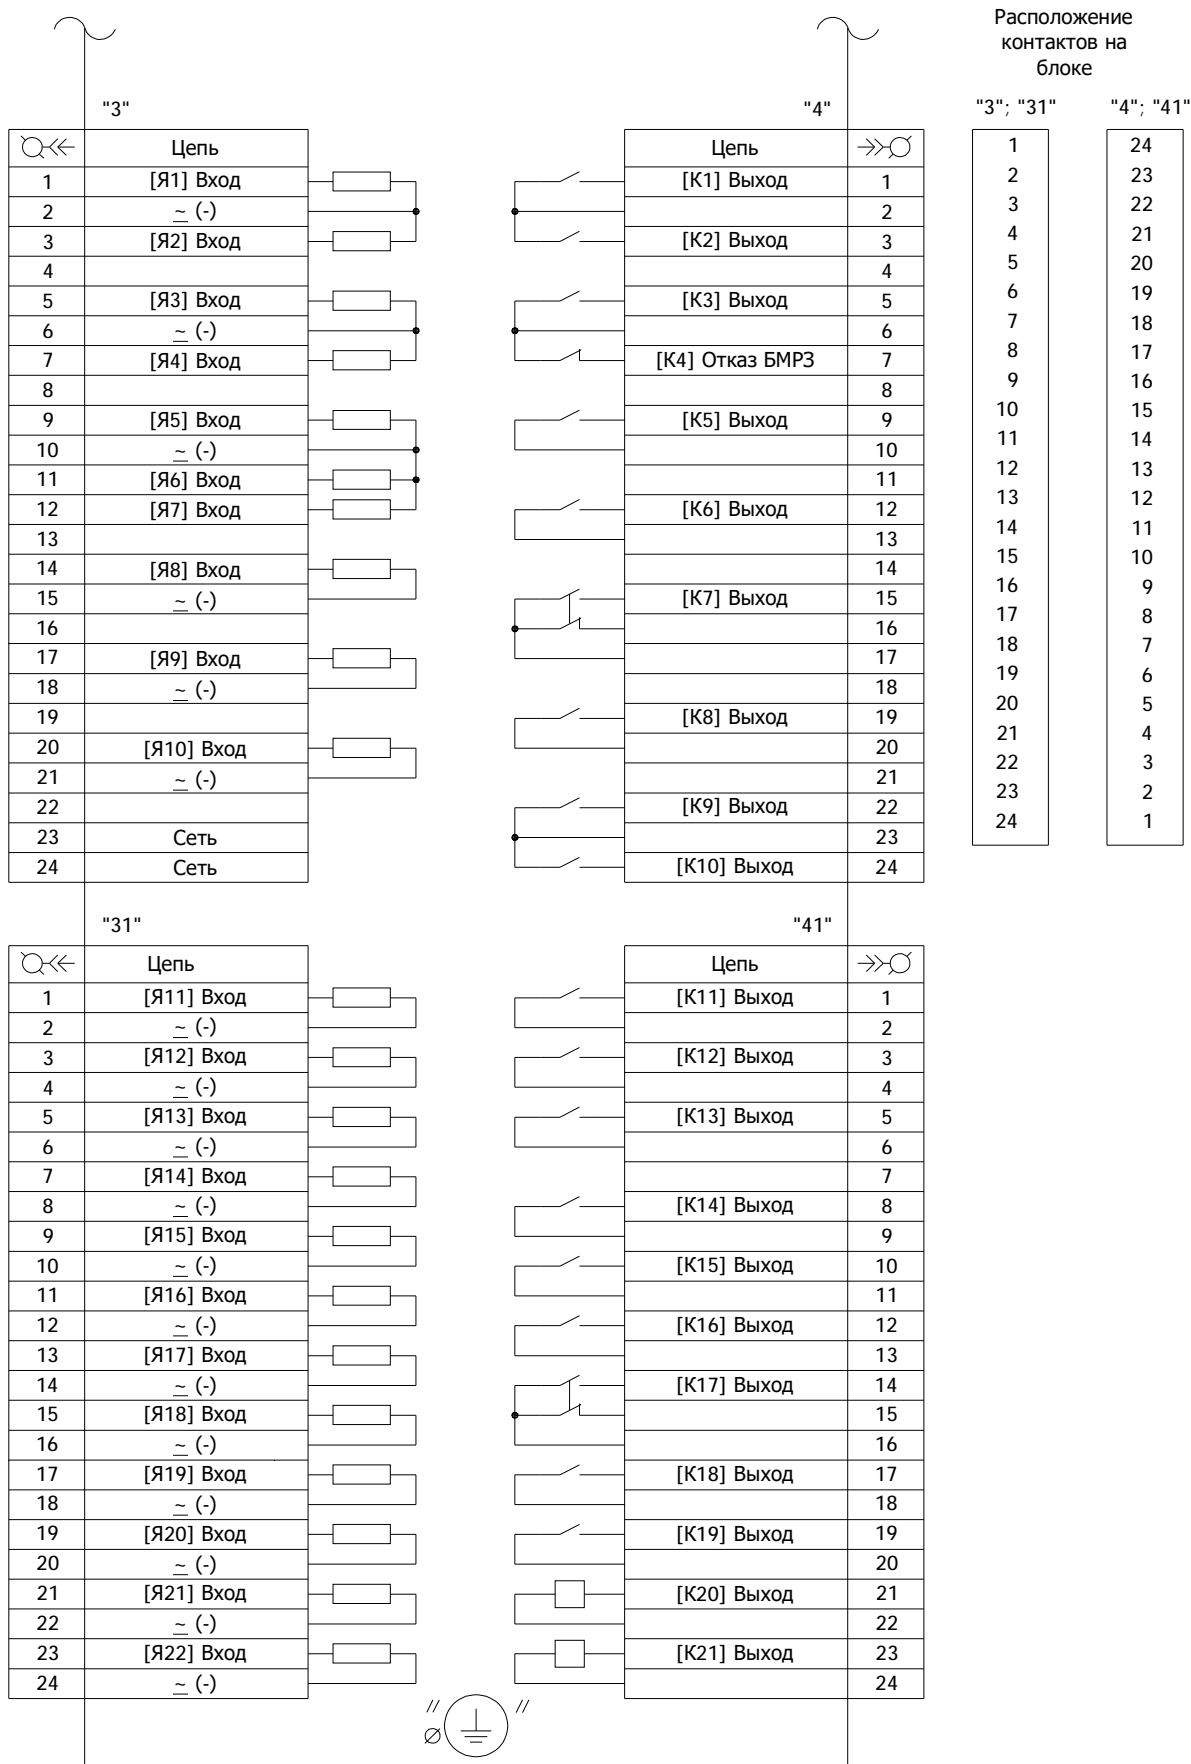 Расположение
контактов на
блоке
"3"
"4"
"3"; "31"
"4"; "41"
Цепь
Цепь
1 [Я1] Вход
[К1] Выход 1
2 ~ (-)
2
3 [Я2] Вход
[К2] Выход 3
4
4
5 [Я3] Вход
[К3] Выход 5
6 ~ (-)
6
7 [Я4] Вход
[К4] Отказ БМРЗ 7
8
8
9 [Я5] Вход
[К5] Выход 9
10 ~ (-)
10
11 [Я6] Вход
11
12 [Я7] Вход
[К6] Выход 12
13
13
14 [Я8] Вход
14
15 ~ (-)
[К7] Выход 15
16
16
17 [Я9] Вход
17
18 ~ (-)
18
19
[К8] Выход 19
20 [Я10] Вход
20
21 ~ (-)
21
22
[К9] Выход 22
23 Сеть
23
24 Сеть
[К10] Выход 24
1 24
2 23
3 22
4 21
5 20
6 19
7 18
8 17
9 16
10 15
11 14
12 13
13 12
14 11
15 10
16 9
17 8
18 7
19 6
20 5
21 4
22 3
23 2
24 1
"31"
"41"
Цепь
Цепь
1 [Я11] Вход
[К11] Выход 1
2 ~ (-)
2
3 [Я12] Вход
[К12] Выход 3
4 ~ (-)
4
5 [Я13] Вход
[К13] Выход 5
6 ~ (-)
6
7 [Я14] Вход
7
8 ~ (-)
[К14] Выход 8
9 [Я15] Вход
9
10 ~ (-)
[К15] Выход 10
11 [Я16] Вход
11
12 ~ (-)
[К16] Выход 12
13 [Я17] Вход
13
14 ~ (-)
[К17] Выход 14
15 [Я18] Вход
15
16 ~ (-)
16
17 [Я19] Вход
[К18] Выход 17
18 ~ (-)
18
19 [Я20] Вход
[К19] Выход 19
20 ~ (-)
20
21 [Я21] Вход
[К20] Выход 21
22 ~ (-)
22
23 [Я22] Вход
[К21] Выход 23
24 ~ (-)
24